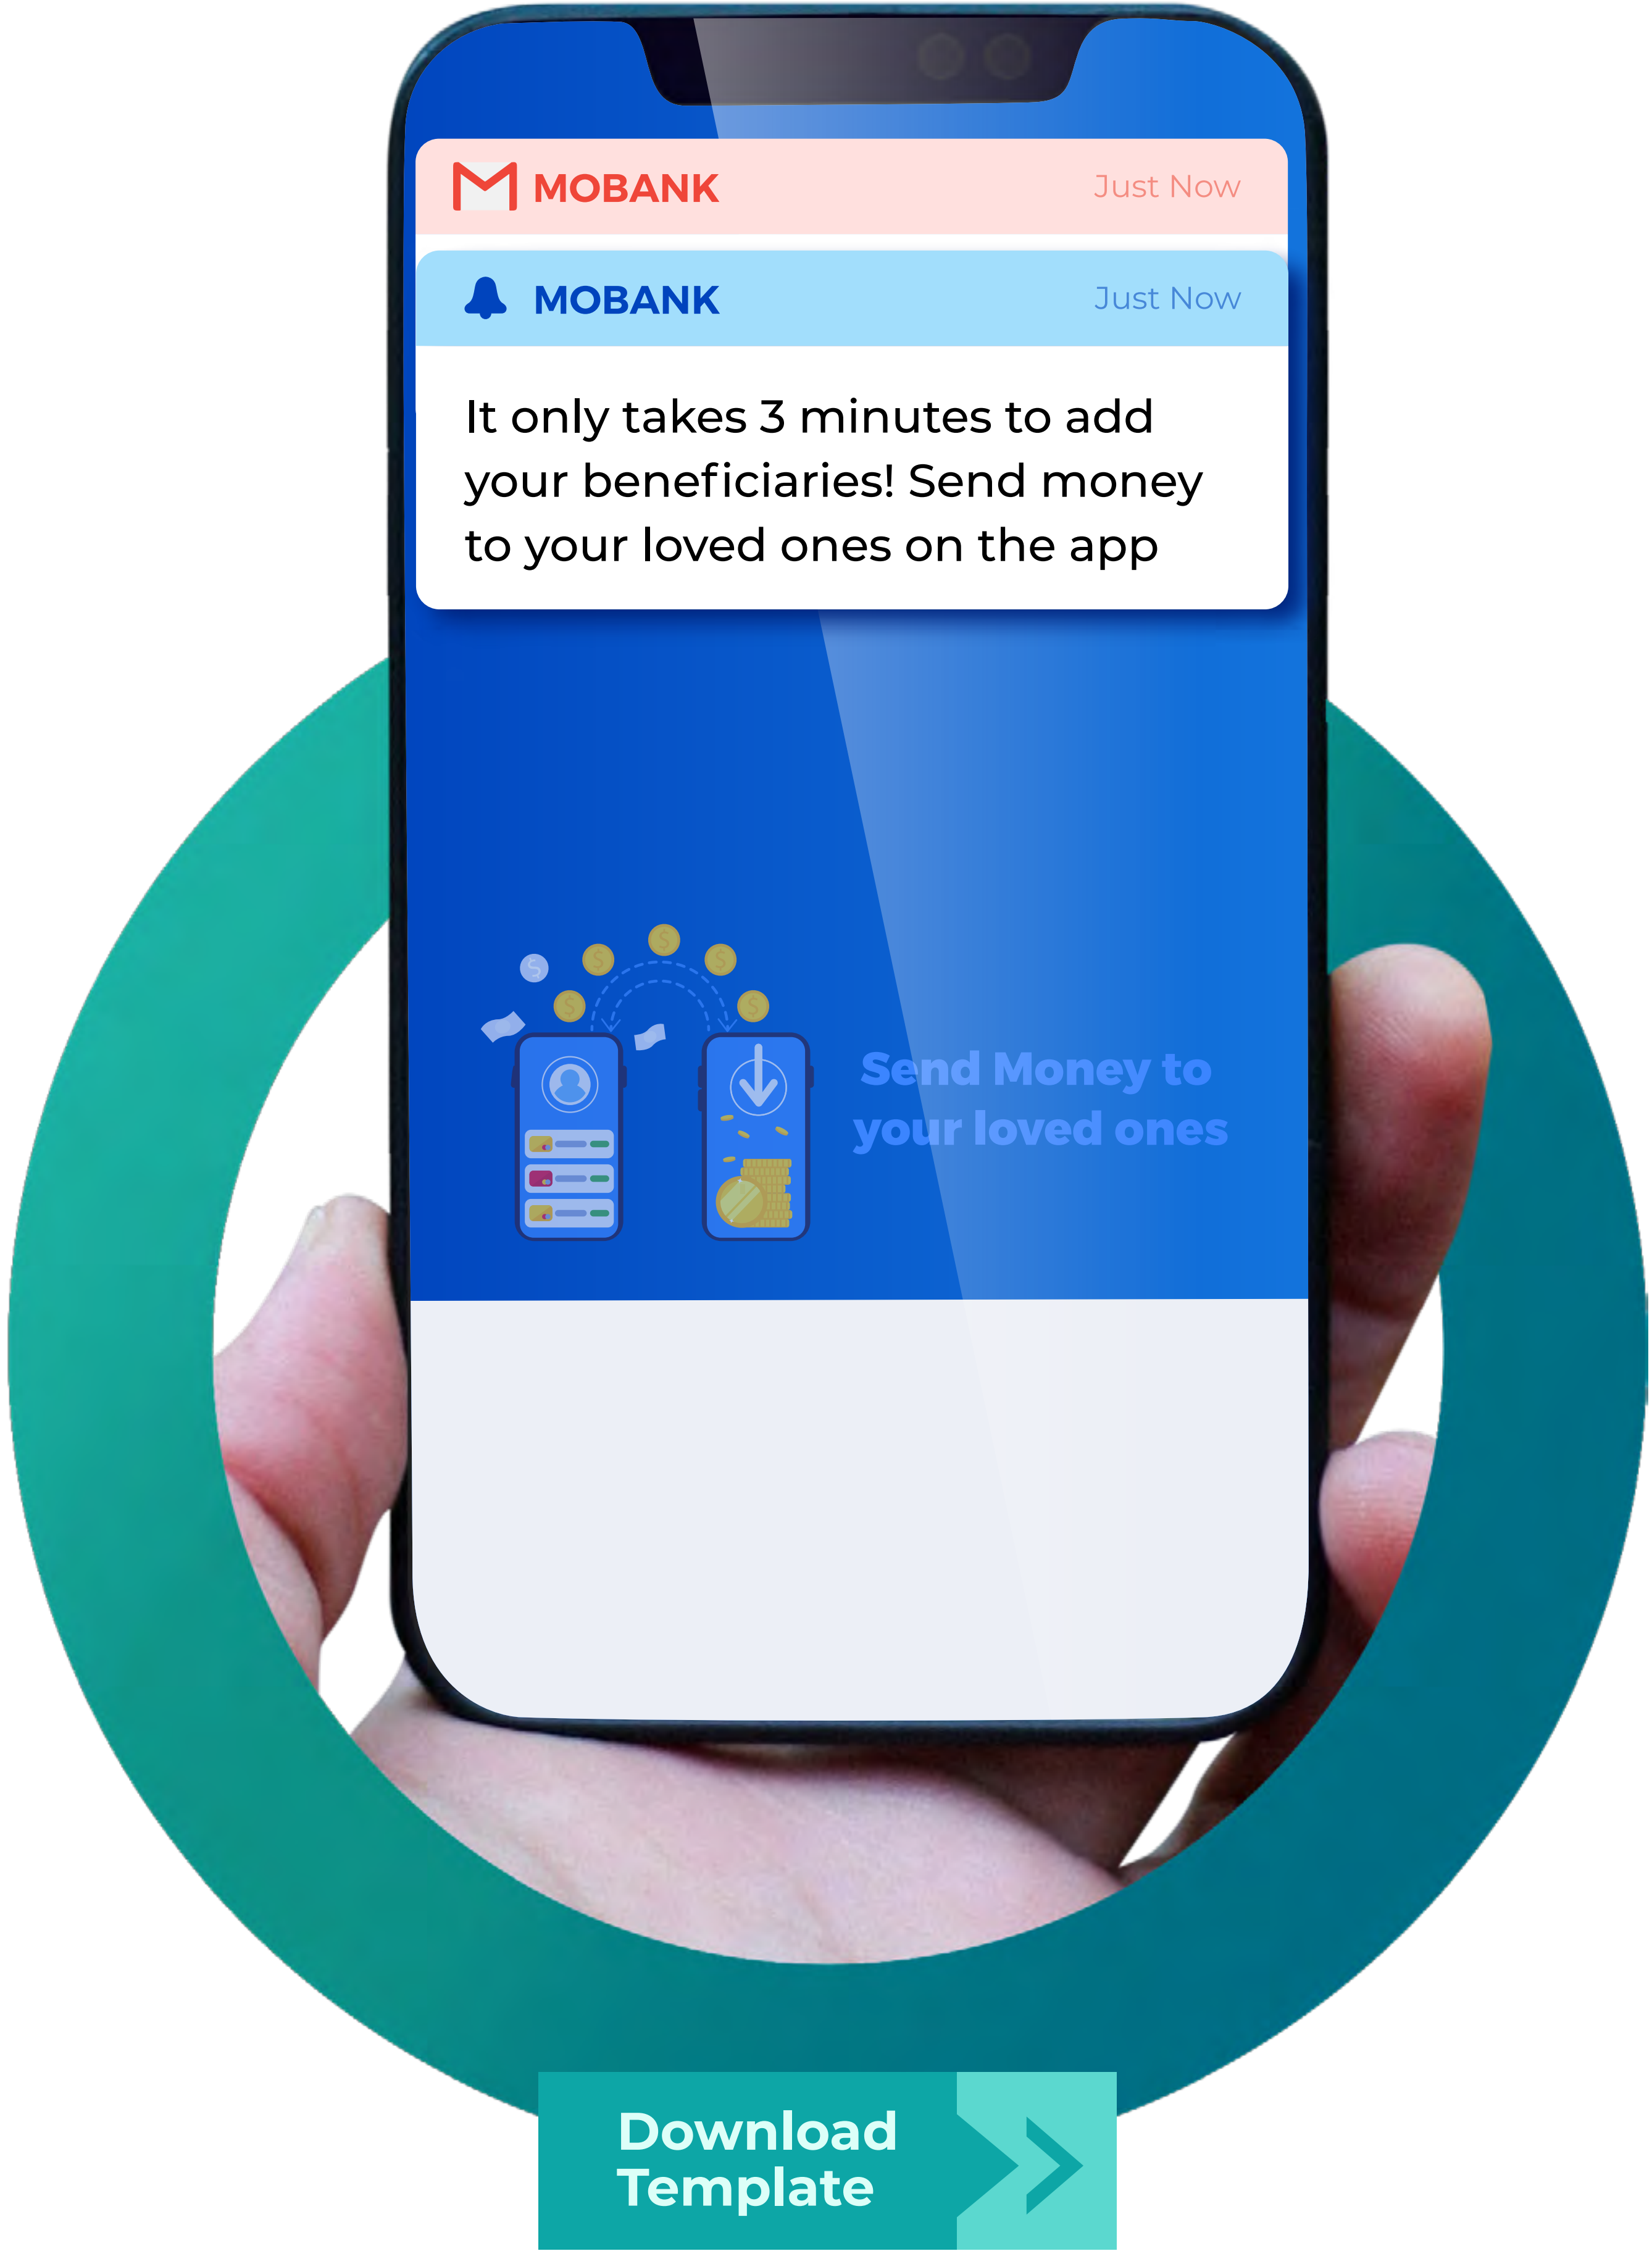 MOBANK
Just Now
MOBANK
Just Now
It only takes 3 minutes to add
your beneficiaries! Send money
to your loved ones on the app
Send Money to
your loved ones
Download
Template